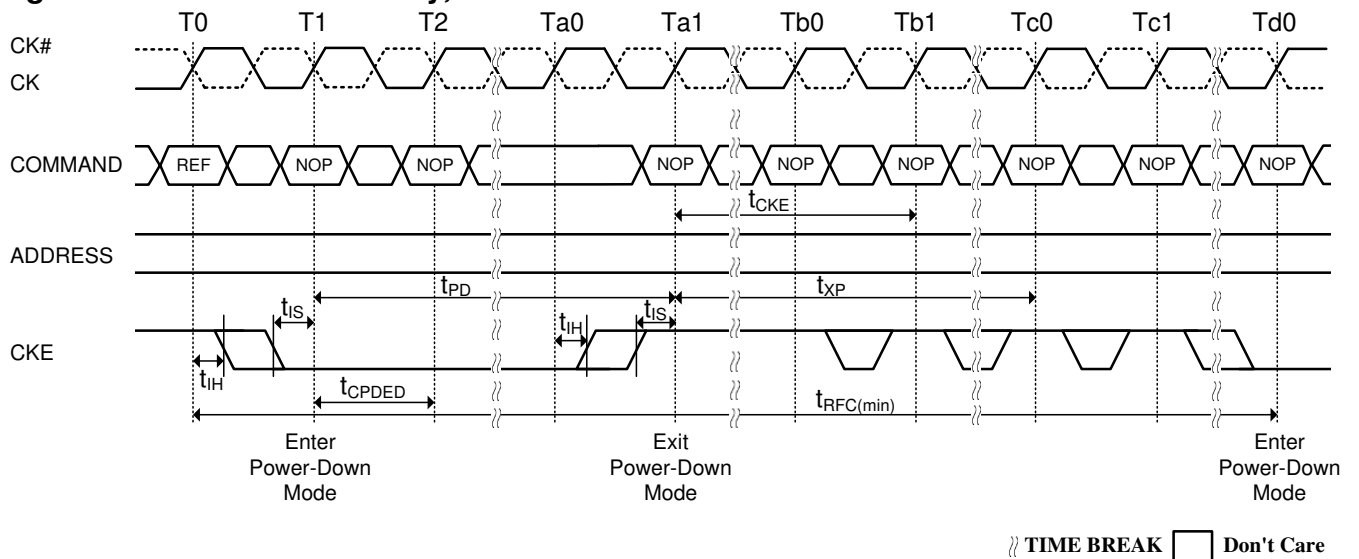 T0 T1 T2 Ta0 Ta1 Tb0 Tb1 Tc0 Tc1 Td0
CK#
CK
COMMAND REF NOP NOP NOP NOP NOP NOP NOP NOP
tCKE
ADDRESS
tPD tXP
tIS tIH tIS
CKE
tIH
tCPDED
tRFC(min)
Enter
Power-Down
Mode
Exit
Power-Down
Mode
Enter
Power-Down
Mode
TIME BREAK Don't Care